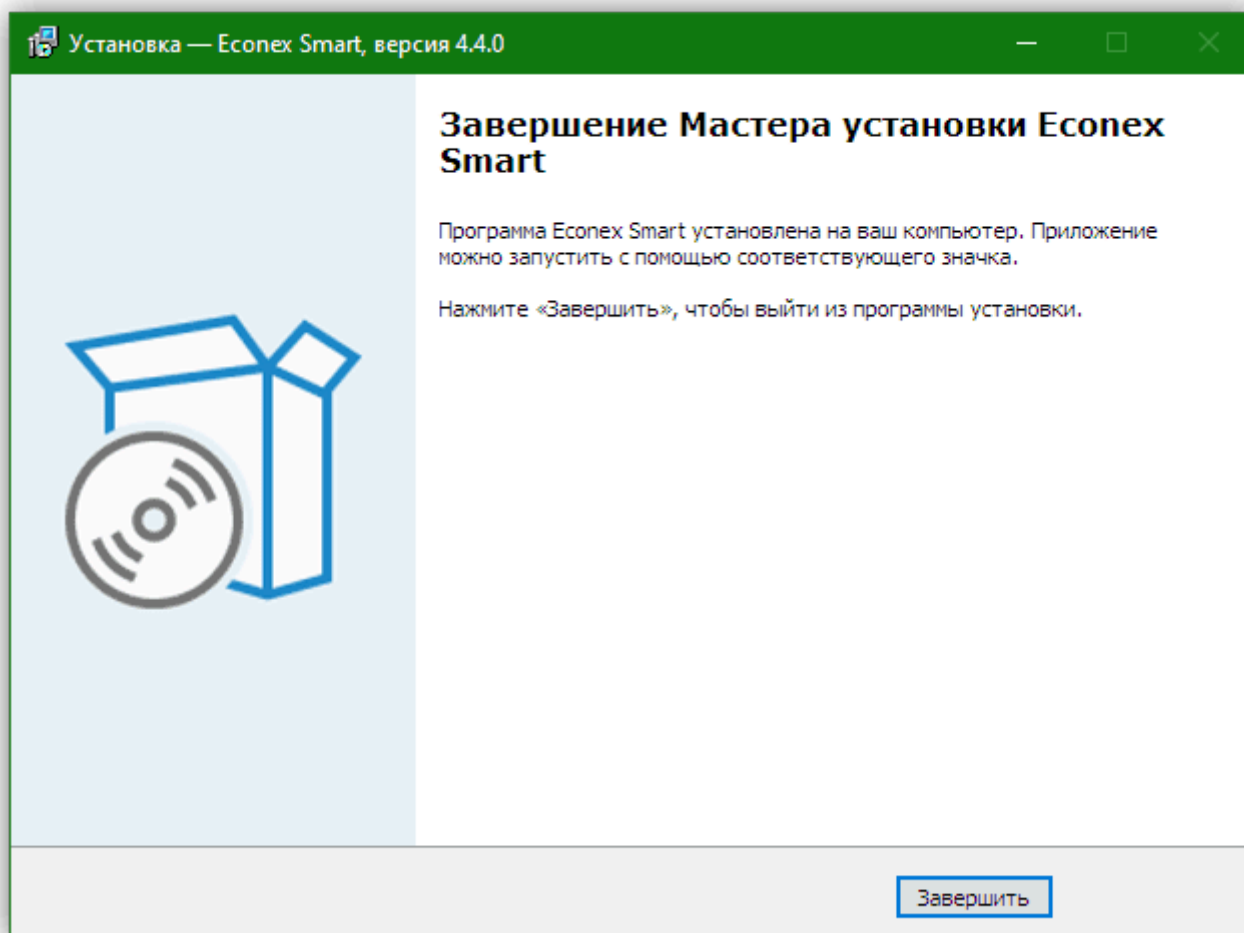 Установка — Econex Smart, версия 4.4.0
Завершение Мастера установки Econex
Smart
Программа Econex Smart установлена на ваш компьютер. Приложение
можно запустить с помощью соответствующего значка.
Нажмите «Завершить», чтобы выйти из программы установки.
Завершить